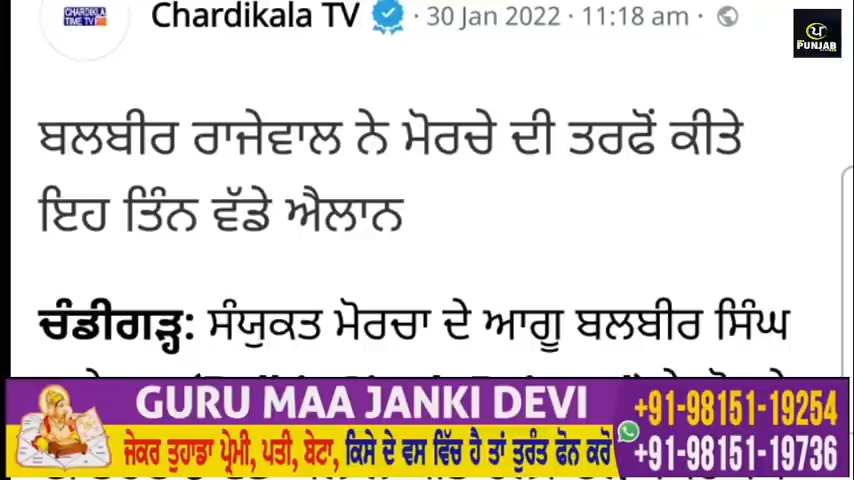 CHARDIKLA
TIME TV
Chardikala TV · 30 Jan 2022 · 11:18 am ·
ਪੰ
PUNJAB
ਬਲਬੀਰ ਰਾਜੇਵਾਲ ਨੇ ਮੋਰਚੇ ਦੀ ਤਰਫੋਂ ਕੀਤੇ
ਇਹ ਤਿੰਨ ਵੱਡੇ ਐਲਾਨ
ਚੰਡੀਗੜ੍ਹ: ਸੰਯੁਕਤ ਮੋਰਚਾ ਦੇ ਆਗੂ ਬਲਬੀਰ ਸਿੰਘ
GURU MAA JANKI DEVI
ਜੇਕਰ ਤੁਹਾਡਾ ਪ੍ਰੇਮੀ, ਪਤੀ, ਬੇਟਾ, ਕਿਸੇ ਦੇ ਵਸ ਵਿੱਚ ਹੈ ਤਾਂ ਤੁਰੰਤ ਫੋਨ ਕਰੋ
+91-98151-19254
+91-98151-19736